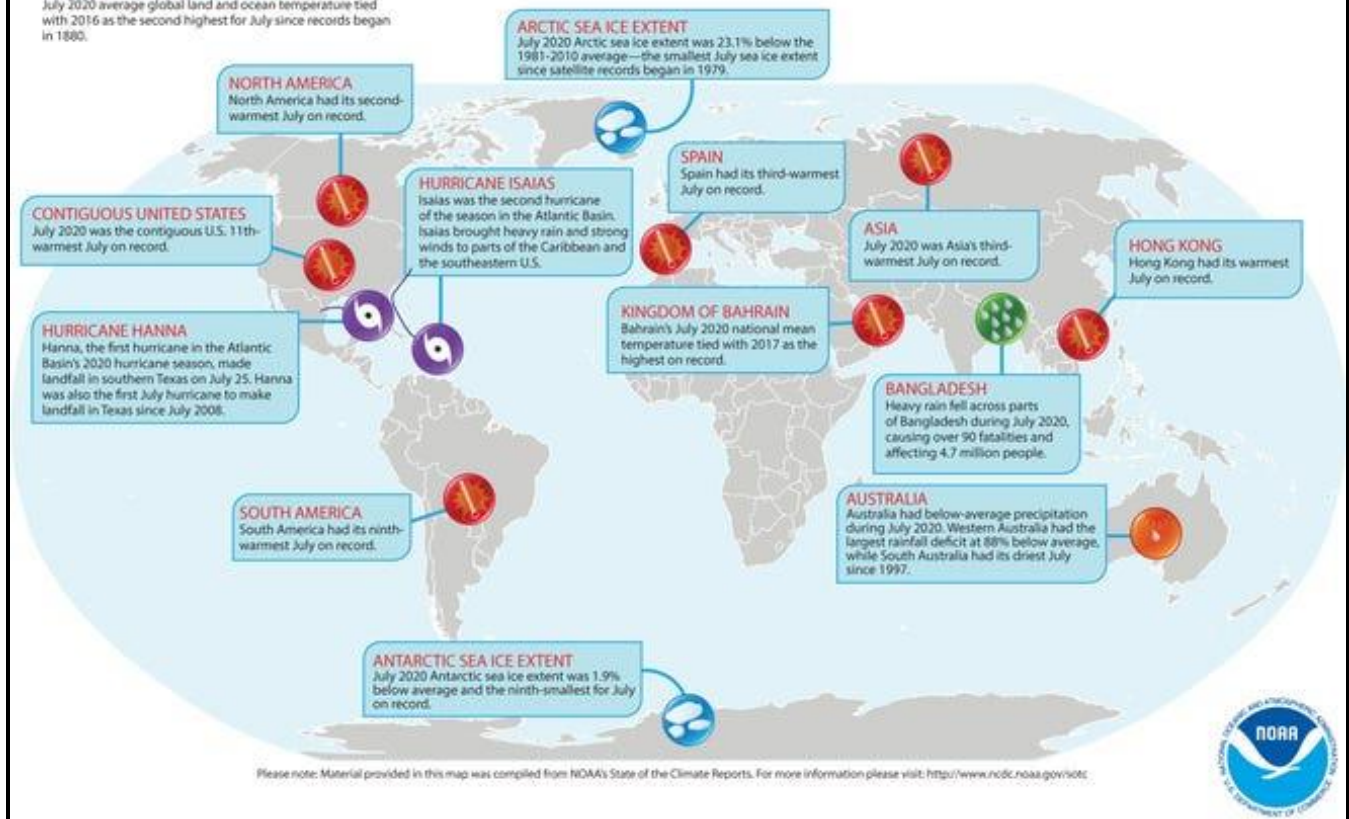 July 2020 average global land and ocean temperature tied
with 2016 as the second highest for July since records began
in 1880.
ARCTIC SEA ICE EXTENT
July 2020 Arctic sea ice extent was 23.1% below the
1981-2010 average—the smallest July sea ice extent
since satellite records began in 1979.
NORTH AMERICA
North America had its second-
warmest July on record.
SPAIN
Spain had its third-warmest
July on record.
HURRICANE ISAIAS
Isaias was the second hurricane
of the season in the Atlantic Basin.
Isaias brought heavy rain and strong
winds to parts of the Caribbean and
the southeastern U.S.
CONTIGUOUS UNITED STATES
July 2020 was the contiguous U.S. 11th-
warmest July on record.
ASIA
July 2020 was Asia's third-
warmest July on record.
HONG KONG
Hong Kong had its warmest
July on record.
HURRICANE HANNA
Hanna, the first hurricane in the Atlantic
Basin's 2020 hurricane season, made
landfall in southern Texas on July 25. Hanna
was also the first July hurricane to make
landfall in Texas since July 2008.
KINGDOM OF BAHRAIN
Bahrain's July 2020 national mean
temperature tied with 2017 as the
highest on record.
BANGLADESH
Heavy rain fell across parts
of Bangladesh during July 2020,
causing over 90 fatalities and
affecting 4.7 million people.
SOUTH AMERICA
South America had its ninth-
warmest July on record.
AUSTRALIA
Australia had below-average precipitation
during July 2020. Western Australia had the
largest rainfall deficit at 88% below average,
while South Australia had its driest July
since 1997.
ANTARCTIC SEA ICE EXTENT
July 2020 Antarctic sea ice extent was 1.9%
below average and the ninth-smallest for July
on record.
Please note: Material provided in this map was compiled from NOAA's State of the Climate Reports. For more information please visit: http://www.ncdc.noaa.gov/sotc
NATIONAL OCEANIC AND ATMOSPHERIC ADMINISTRATION
NOAA
U.S. DEPARTMENT OF COMMERCE